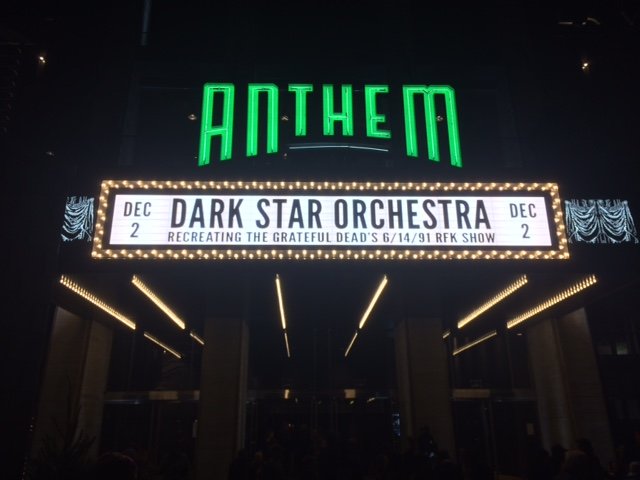 ANTHEM
DEC 2
DARK STAR ORCHESTRA
RECREATING THE GRATEFUL DEAD'S 6/14/91 RFK SHOW
DEC 2